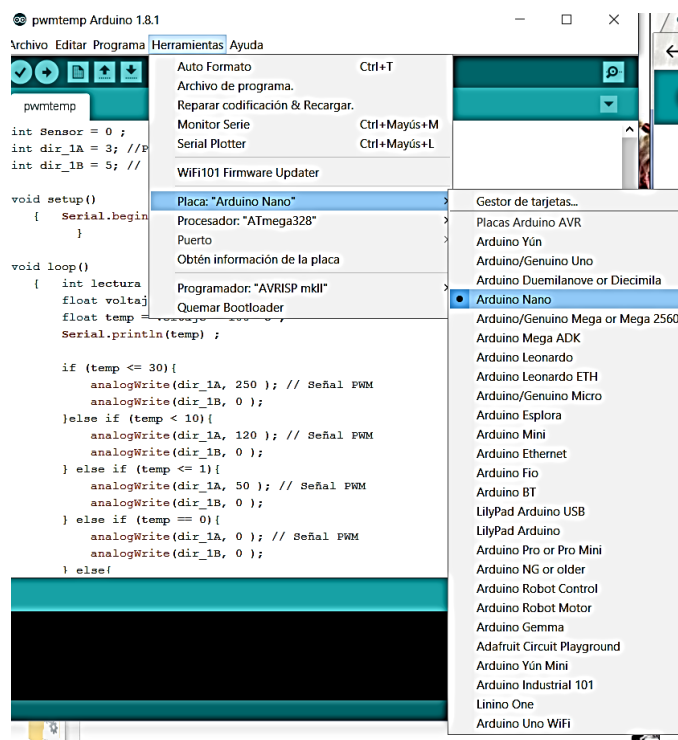 pwmtemp Arduino 1.8.1
Archivo Editar Programa Herramientas Ayuda
pwmtemp
int Sensor = 0 ;
int dir_1A = 3; //P
int dir_1B = 5; //
void setup()
{ Serial.begin
}
void loop()
{ int lectura
float voltaj
float temp =
Serial.println(temp) ;
if (temp <= 30){
analogWrite(dir_1A, 250 ); // Señal PWM
analogWrite(dir_1B, 0 );
}else if (temp < 10){
analogWrite(dir_1A, 120 ); // Señal PWM
analogWrite(dir_1B, 0 );
} else if (temp <= 1){
analogWrite(dir_1A, 50 ); // Señal PWM
analogWrite(dir_1B, 0 );
} else if (temp == 0){
analogWrite(dir_1A, 0 ); // Señal PWM
analogWrite(dir_1B, 0 );
} else{
Auto Formato Ctrl+T
Archivo de programa.
Reparar codificación & Recargar.
Monitor Serie Ctrl+Mayús+M
Serial Plotter Ctrl+Mayús+L
WiFi101 Firmware Updater
Placa: "Arduino Nano"
Procesador: "ATmega328"
Puerto
Obtén información de la placa
Programador: "AVRISP mkII"
Quemar Bootloader
Gestor de tarjetas...
Placas Arduino AVR
Arduino Yún
Arduino/Genuino Uno
Arduino Duemilanove or Diecimila
Arduino Nano
Arduino/Genuino Mega or Mega 2560
Arduino Mega ADK
Arduino Leonardo
Arduino Leonardo ETH
Arduino/Genuino Micro
Arduino Esplora
Arduino Mini
Arduino Ethernet
Arduino Fio
Arduino BT
LilyPad Arduino USB
LilyPad Arduino
Arduino Pro or Pro Mini
Arduino NG or older
Arduino Robot Control
Arduino Robot Motor
Arduino Gemma
Adafruit Circuit Playground
Arduino Yún Mini
Arduino Industrial 101
Linino One
Arduino Uno WiFi